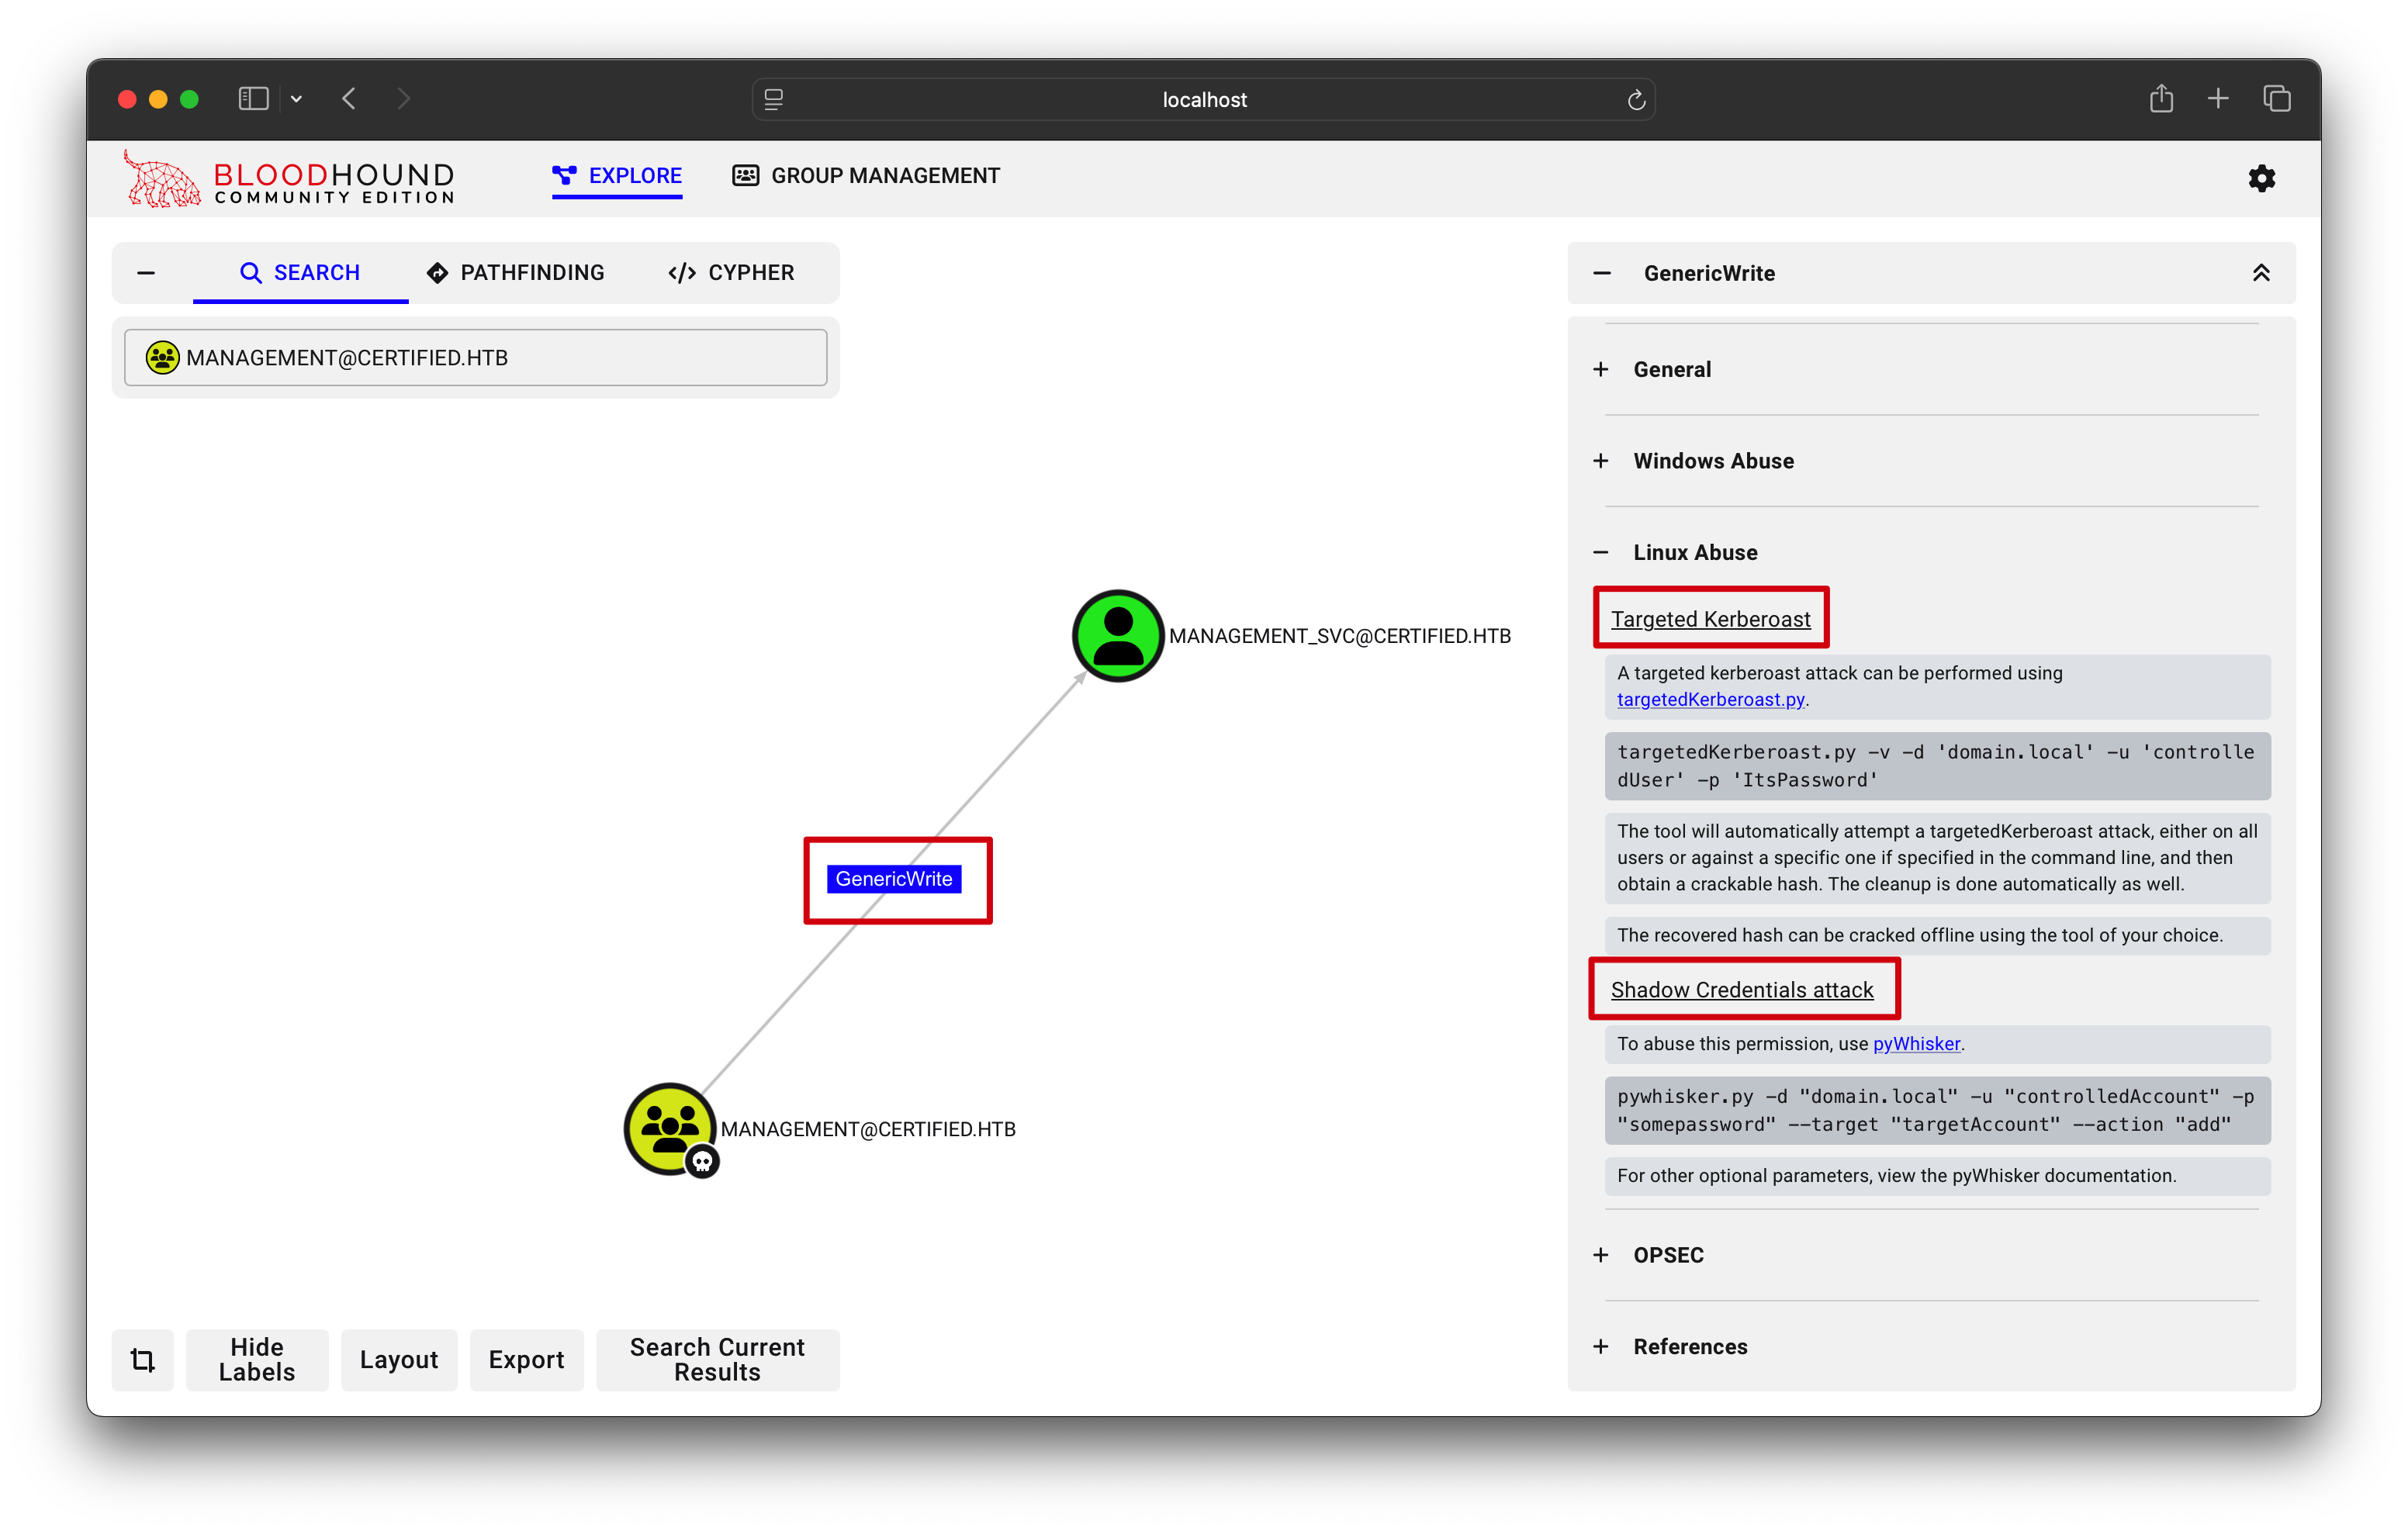 localhost
BLOODHOUND
COMMUNITY EDITION
EXPLORE
GROUP MANAGEMENT
SEARCH
PATHFINDING
CYPHER
MANAGEMENT@CERTIFIED.HTB
MANAGEMENT_SVC@CERTIFIED.HTB
GenericWrite
MANAGEMENT@CERTIFIED.HTB
Hide
Labels
Layout
Export
Search Current
Results
GenericWrite
General
Windows Abuse
Linux Abuse
Targeted Kerberoast
A targeted kerberoast attack can be performed using
targetedKerberoast.py.
targetedKerberoast.py -v -d 'domain.local' -u 'controlle
dUser' -p 'ItsPassword'
The tool will automatically attempt a targetedKerberoast attack, either on all
users or against a specific one if specified in the command line, and then
obtain a crackable hash. The cleanup is done automatically as well.
The recovered hash can be cracked offline using the tool of your choice.
Shadow Credentials attack
To abuse this permission, use pyWhisker.
pywhisker.py -d "domain.local" -u "controlledAccount" -p
"somepassword" --target "targetAccount" --action "add"
For other optional parameters, view the pyWhisker documentation.
OPSEC
References